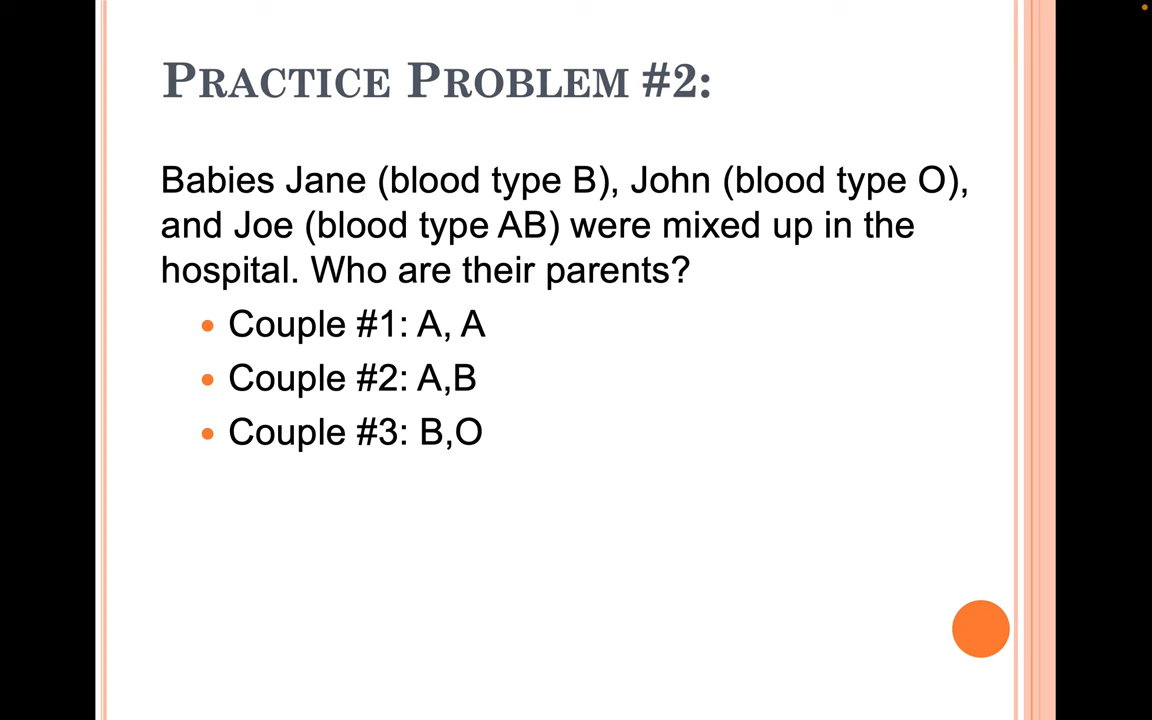 PRACTICE PROBLEM #2:
Babies Jane (blood type B), John (blood type O),
and Joe (blood type AB) were mixed up in the
hospital. Who are their parents?
• Couple #1: A, A
• Couple #2: A,B
• Couple #3: B,O